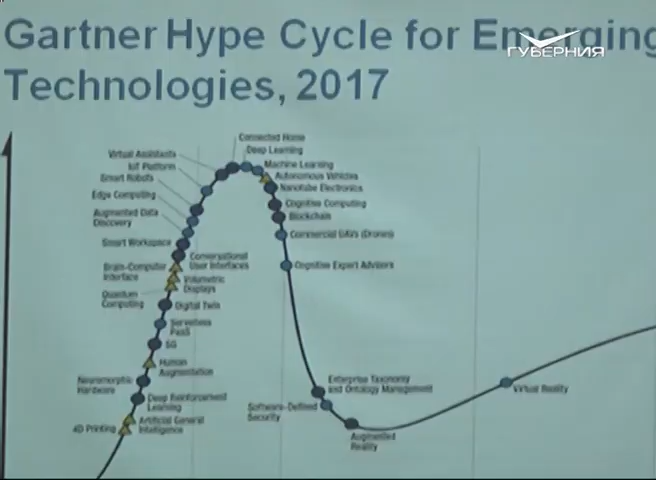 Gartner Hype Cycle for Emerging
ГУБЕРНИЯ
Technologies, 2017
Connected Home
Virtual Assistants
Deep Learning
IoT Platform
Machine Learning
Smart Robots
Autonomous Vehicles
Nanotube Electronics
Edge Computing
Cognitive Computing
Augmented Data
Discovery
Blockchain
Commercial UAVs (Drones)
Smart Workspace
Conversational
User Interfaces
Brain-Computer
Interface
Cognitive Expert Advisors
Volumetric
Displays
Quantum
Computing
Digital Twin
Serverless
PaaS
5G
Human
Augmentation
Neuromorphic
Hardware
Deep Reinforcement
Learning
Artificial General
Intelligence
4D Printing
Enterprise Taxonomy
and Ontology Management
Software-Defined
Security
Augmented
Reality
Virtual Reality